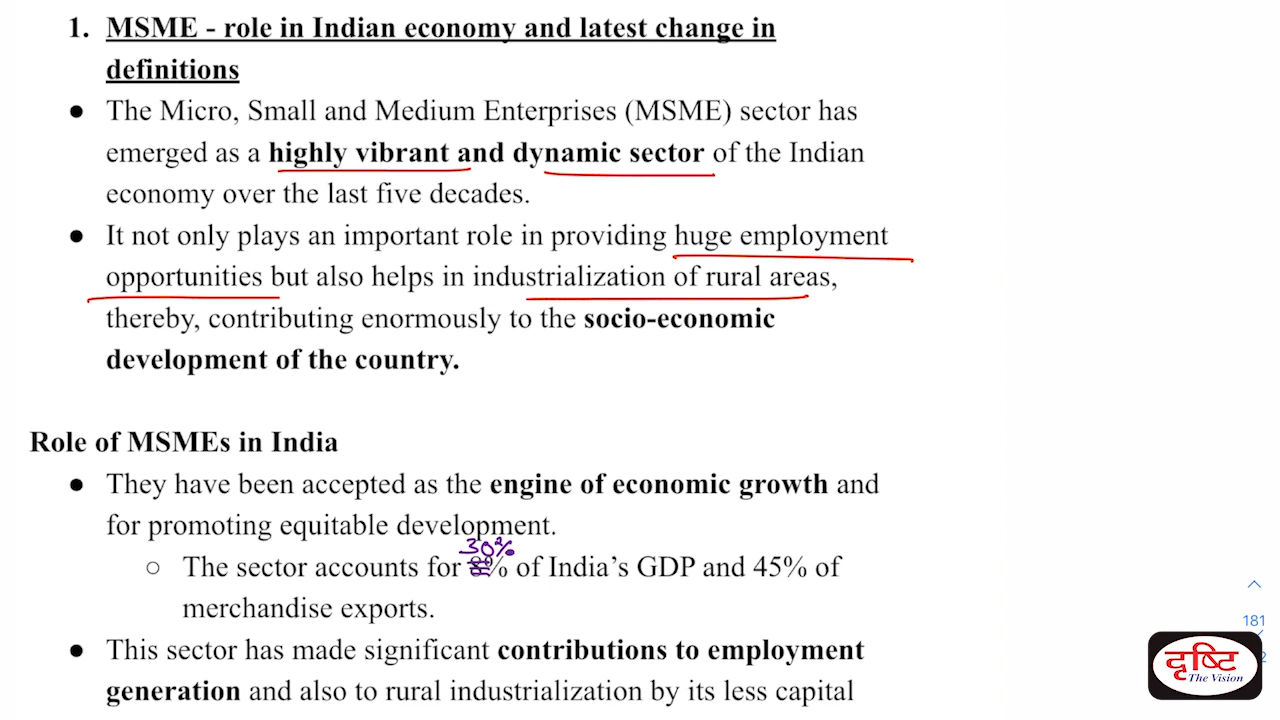 1. MSME - role in Indian economy and latest change in
definitions
● The Micro, Small and Medium Enterprises (MSME) sector has
emerged as a highly vibrant and dynamic sector of the Indian
economy over the last five decades.
● It not only plays an important role in providing huge employment
opportunities but also helps in industrialization of rural areas,
thereby, contributing enormously to the socio-economic
development of the country.
Role of MSMEs in India
● They have been accepted as the engine of economic growth and
for promoting equitable development.
30%
○ The sector accounts for 8% of India’s GDP and 45% of
merchandise exports.
● This sector has made significant contributions to employment
generation and also to rural industrialization by its less capital
181
दृष्टि
The Vision